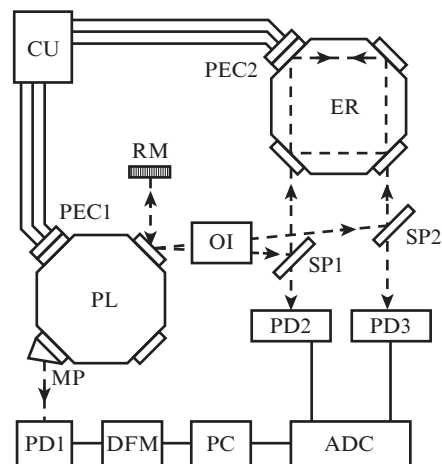 CU
PEC2
ER
RM
PEC1
OI
SP2
SP1
PL
PD2
PD3
MP
PD1
DFM
PC
ADC